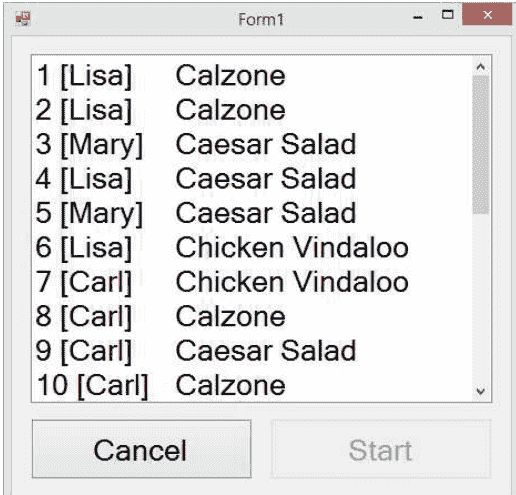 Form1
1 [Lisa] Calzone
2 [Lisa] Calzone
3 [Mary] Caesar Salad
4 [Lisa] Caesar Salad
5 [Mary] Caesar Salad
6 [Lisa] Chicken Vindaloo
7 [Carl] Chicken Vindaloo
8 [Carl] Calzone
9 [Carl] Caesar Salad
10 [Carl] Calzone
Cancel Start